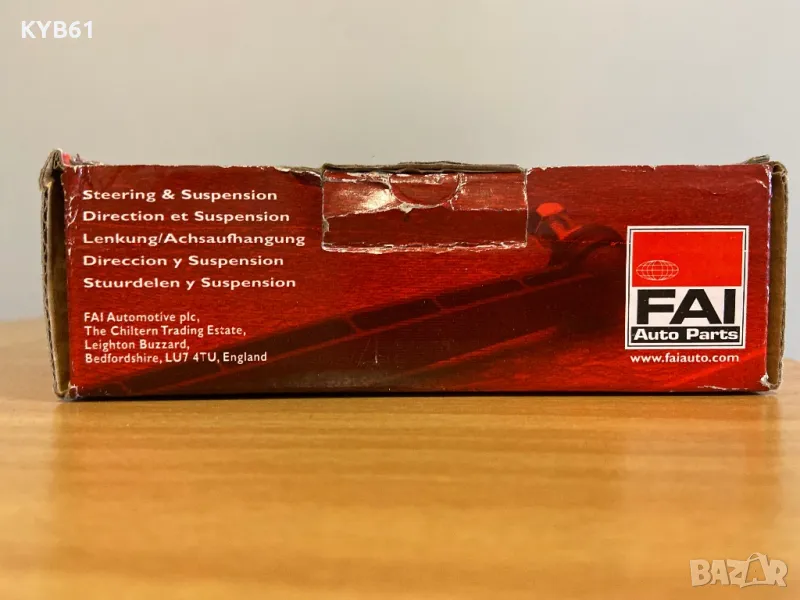 KYB61
Steering & Suspension
Direction et Suspension
Lenkung/Achsaufhangung
Direccion y Suspension
Stuurdelen y Suspension
FAI Automotive plc,
The Chiltern Trading Estate,
Leighton Buzzard,
Bedfordshire, LU7 4TU, England
FAI
Auto Parts
www.faiauto.com
BAZAR